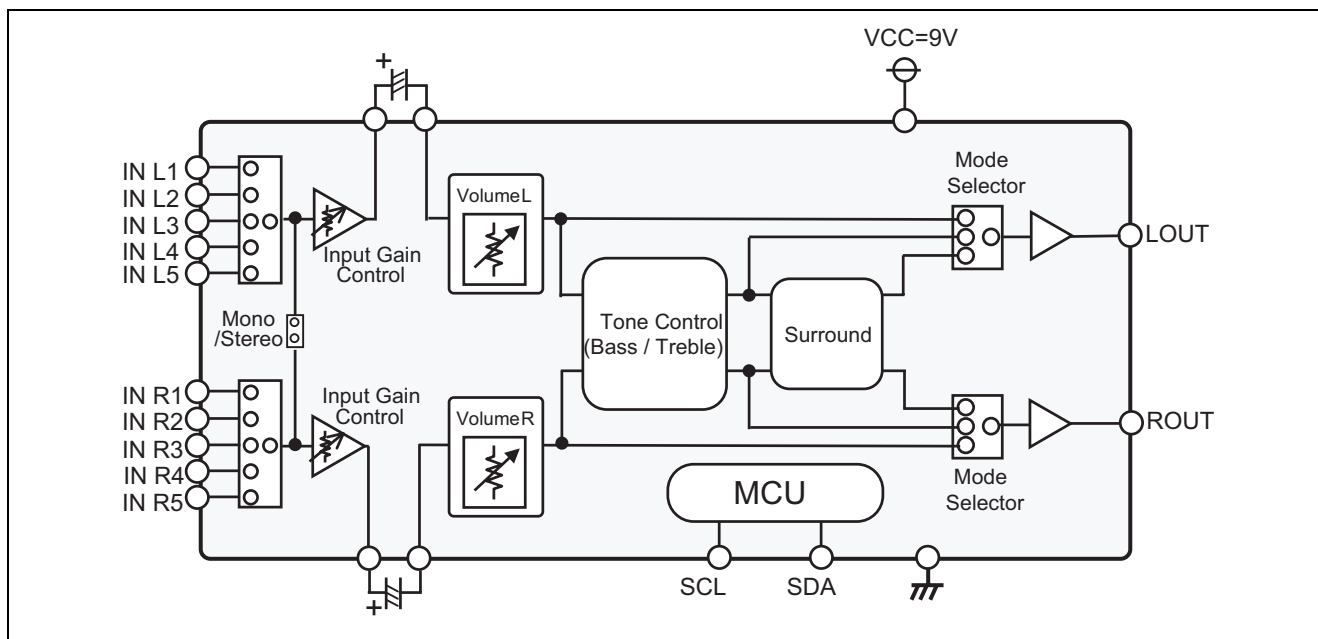 VCC=9V
+
IN L1
IN L2
IN L3
IN L4
IN L5
Input Gain
Control
VolumeL
Mode
Selector
LOUT
Mono
/Stereo
Tone Control
(Bass / Treble)
Surround
IN R1
IN R2
IN R3
IN R4
IN R5
Input Gain
Control
VolumeR
ROUT
Mode
Selector
MCU
+
SCL
SDA